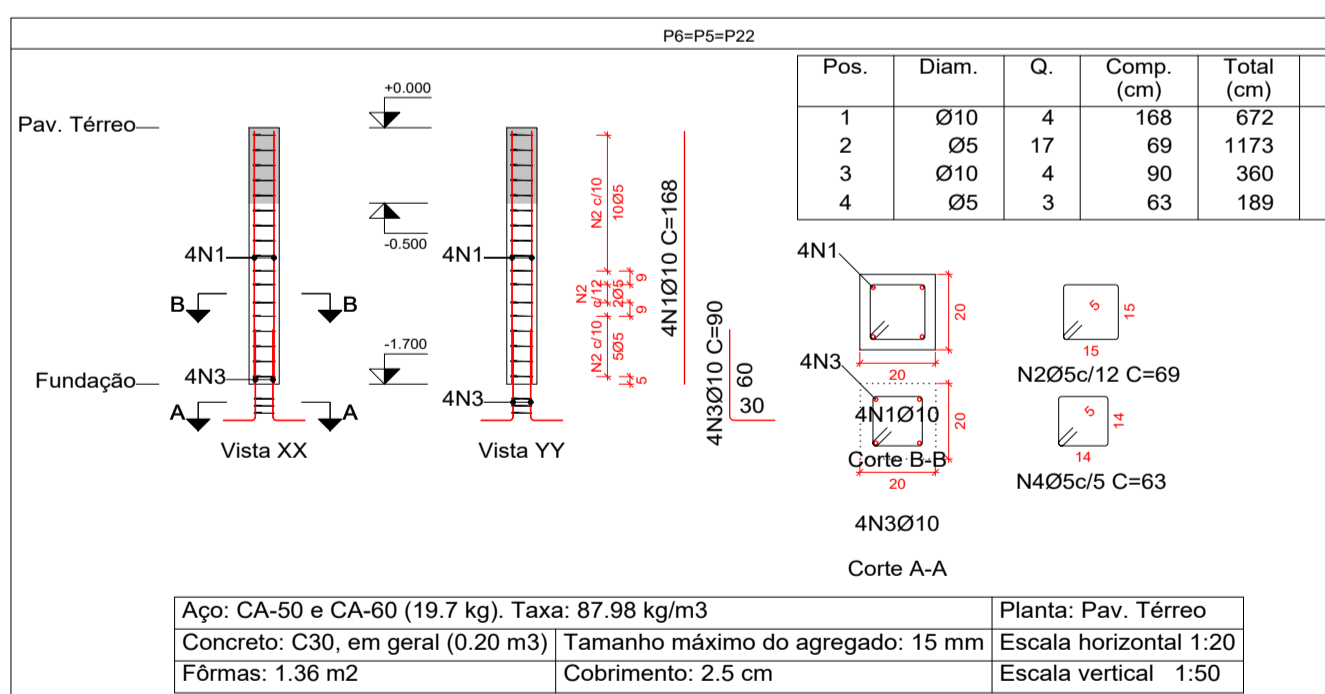 P6=P5=P22
Pos. Diam. Q. Comp. (cm) Total (cm)
1 Ø10 4 168 672
2 Ø5 17 69 1173
3 Ø10 4 90 360
4 Ø5 3 63 189
Pav. Térreo
+0.000
-0.500
-1.700
Fundação
4N1
B B
4N3
A A
Vista XX
4N1
4N3
Vista YY
N2 c/10
10Ø5
9
N2
c/12
2Ø5
9
N2 c/10
5Ø5
5
4N1Ø10 C=168
4N3Ø10 C=90
60
30
4N1
20
20
4N1Ø10
Corte B-B
4N3
20
20
4N3Ø10
Corte A-A
5
15
15
N2Ø5c/12 C=69
5
14
14
N4Ø5c/5 C=63
Aço: CA-50 e CA-60 (19.7 kg). Taxa: 87.98 kg/m3
Planta: Pav. Térreo
Concreto: C30, em geral (0.20 m3)
Tamanho máximo do agregado: 15 mm
Escala horizontal 1:20
Fôrmas: 1.36 m2
Cobrimento: 2.5 cm
Escala vertical 1:50